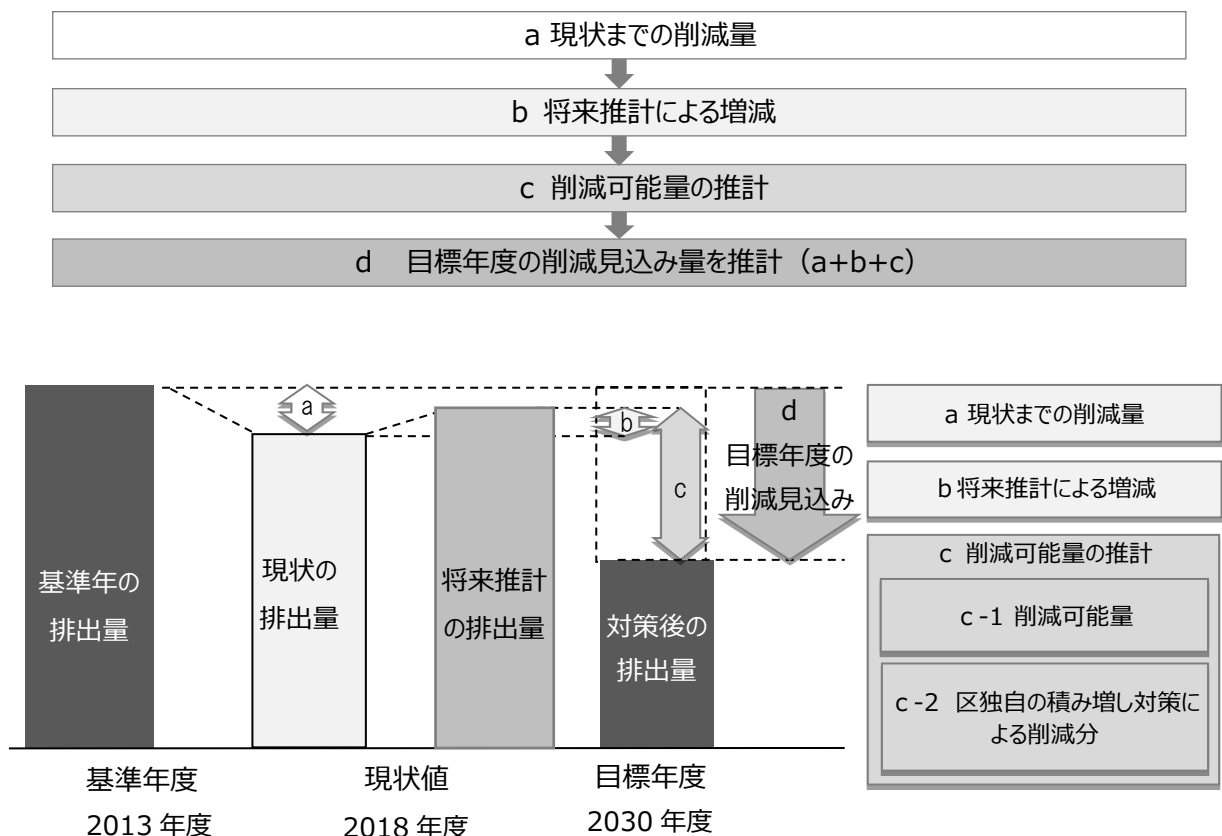 a 現状までの削減量
b 将来推計による増減
c 削減可能量の推計
d 目標年度の削減見込み量を推計（a+b+c）
a
b
c
d
目標年度の
削減見込み
基準年の
排出量
現状の
排出量
将来推計
の排出量
対策後の
排出量
基準年度
2013 年度
現状値
2018 年度
目標年度
2030 年度
a 現状までの削減量
b 将来推計による増減
c 削減可能量の推計
c -1 削減可能量
c -2 区独自の積み増し対策に
よる削減分